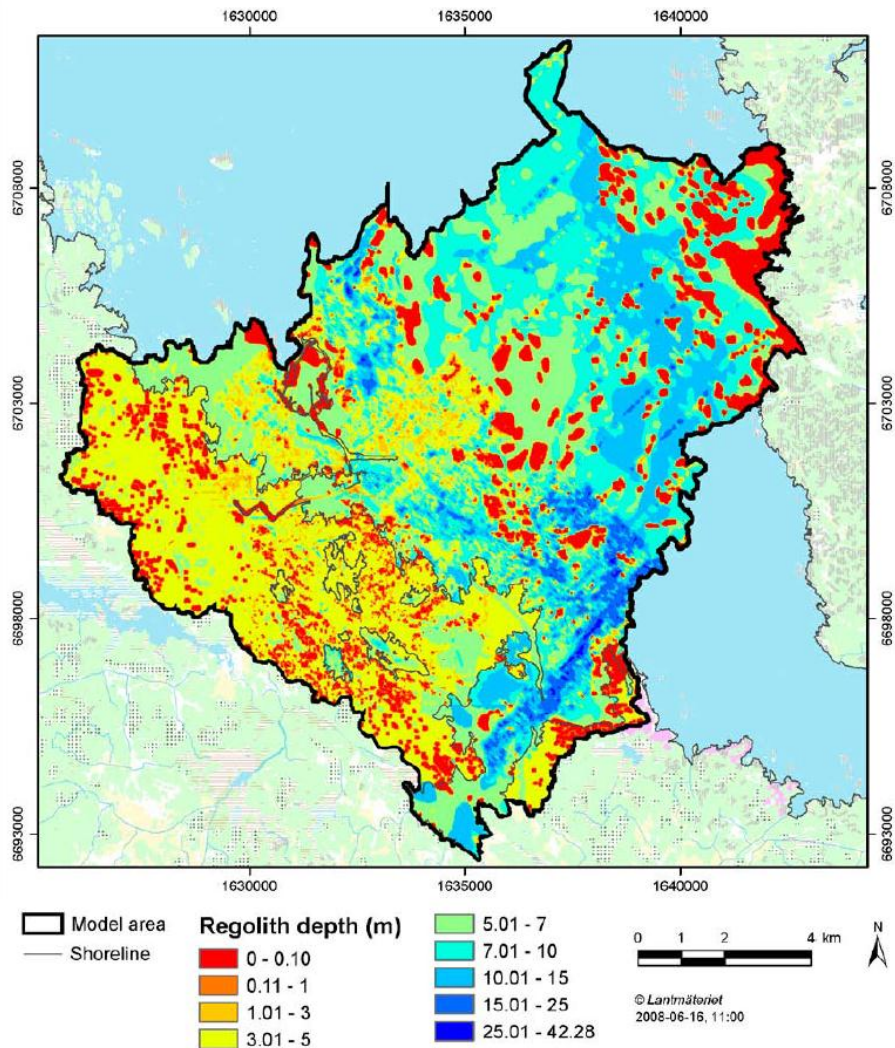 1630000 1635000 1640000
6708000 6708000
6703000 6703000
6698000 6698000
6693000 6693000
1630000 1635000 1640000
Model area
Shoreline
Regolith depth (m)
0 - 0.10
0.11 - 1
1.01 - 3
3.01 - 5
5.01 - 7
7.01 - 10
10.01 - 15
15.01 - 25
25.01 - 42.28
0 1 2 4 km
N
© Lantmäteriet
2008-06-16, 11:00